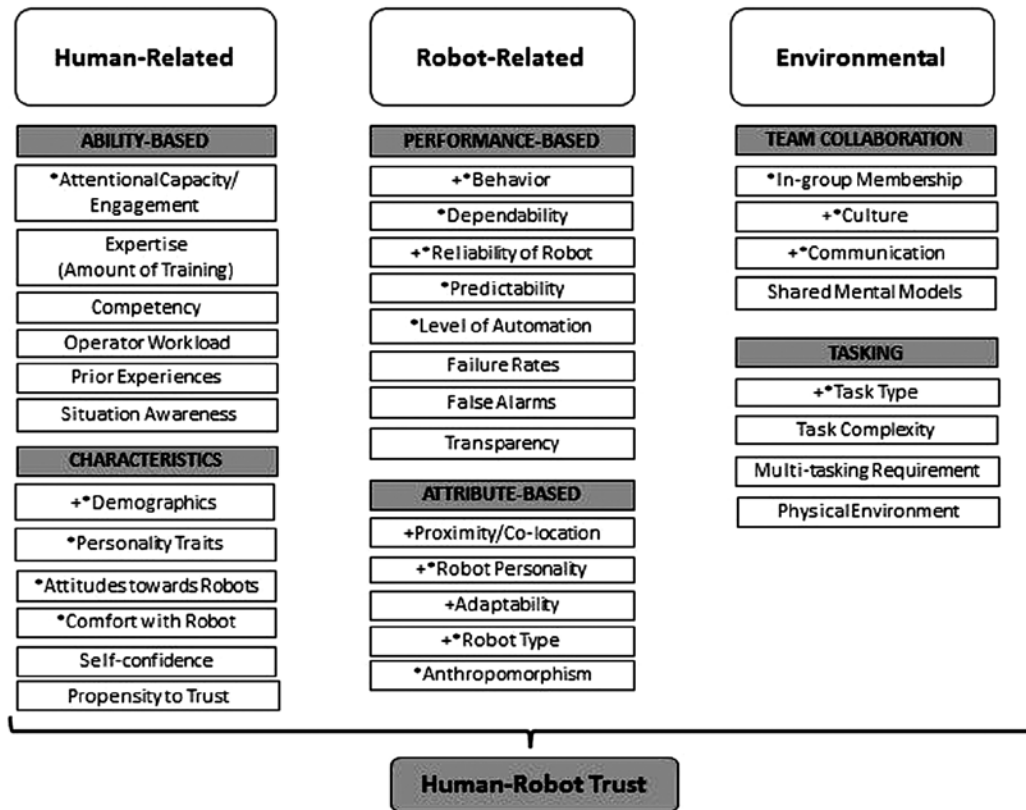 Human-Related
ABILITY-BASED
*Attentional Capacity/
Engagement
Expertise
(Amount of Training)
Competency
Operator Workload
Prior Experiences
Situation Awareness
CHARACTERISTICS
+*Demographics
*Personality Traits
*Attitudes towards Robots
*Comfort with Robot
Self-confidence
Propensity to Trust
Robot-Related
PERFORMANCE-BASED
+*Behavior
*Dependability
+*Reliability of Robot
*Predictability
*Level of Automation
Failure Rates
False Alarms
Transparency
ATTRIBUTE-BASED
+Proximity/Co-location
+*Robot Personality
+Adaptability
+*Robot Type
*Anthropomorphism
Environmental
TEAM COLLABORATION
*In-group Membership
+*Culture
+*Communication
Shared Mental Models
TASKING
+*Task Type
Task Complexity
Multi-tasking Requirement
Physical Environment
Human-Robot Trust